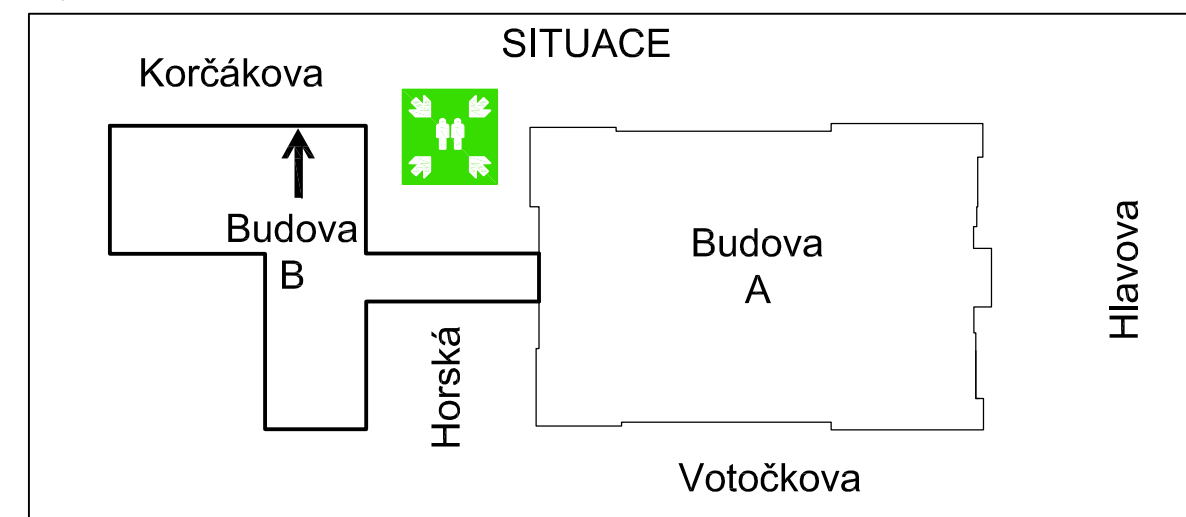 SITUACE
Korčákova
Budova
B
Budova
A
Hlavova
Horská
Votočkova